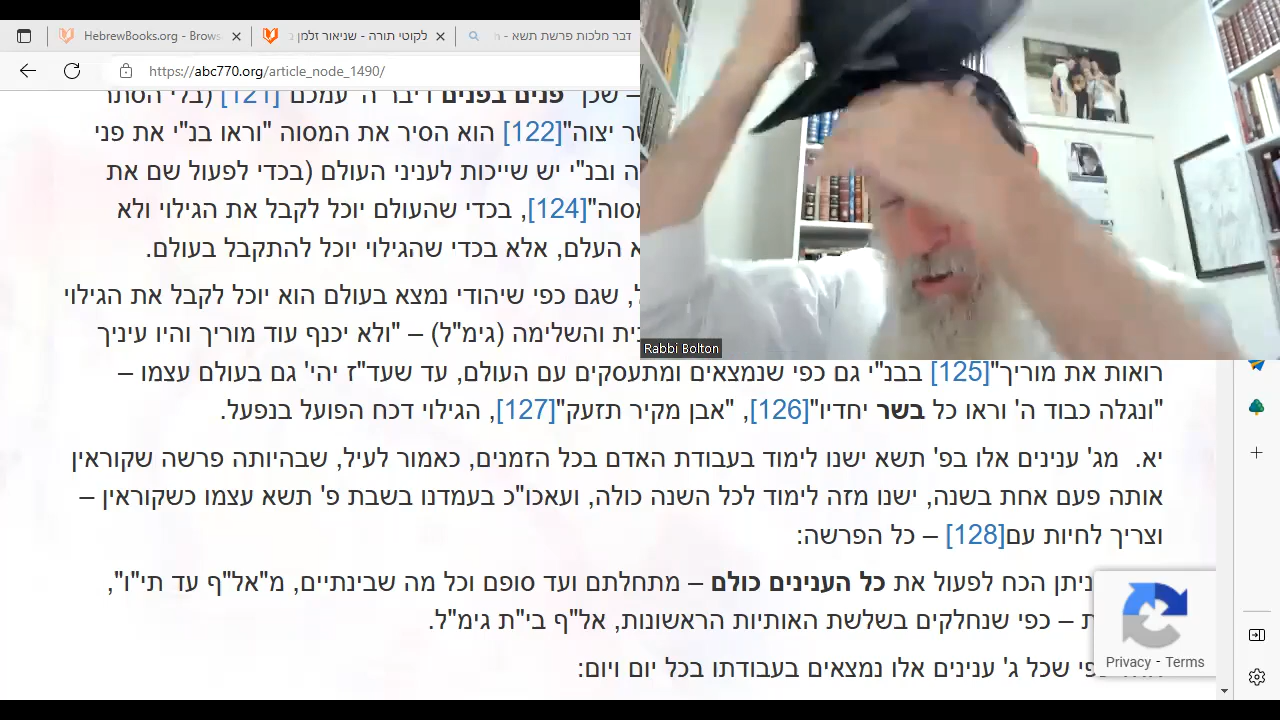 HebrewBooks.org - Brows
לקוטי תורה - שניאור זלמן
דבר מלכות פרשת תשא - h
https://abc770.org/article_node_1490/
– שכן "פנים בפנים דיבר ה' עמכם"[121] (בלי הסתר
יצוה"[122] הוא הסיר את המסוה "וראו בנ"י את פני
ובנ"י יש שייכות לעניני העולם (בכדי לפעול שם את
[124], בכדי שהעולם יוכל לקבל את הגילוי ולא
העלם, אלא בכדי שהגילוי יוכל להתקבל בעולם.
שגם כפי שיהודי נמצא בעולם הוא יוכל לקבל את הגילוי
והשלימה (גימ"ל) – "ולא יכנף עוד מוריך והיו עיניך
Rabbi Bolton
רואות את מוריך"[125] בבנ"י גם כפי שנמצאים ומתעסקים עם העולם, עד שעד"ז יהי' גם בעולם עצמו –
"ונגלה כבוד ה' וראו כל בשר יחדיו"[126], "אבן מקיר תזעק"[127], הגילוי דכח הפועל בנפעל.
יא. מג' ענינים אלו בפ' תשא ישנו לימוד בעבודת האדם בכל הזמנים, כאמור לעיל, שבהיותה פרשה שקוראין
אותה פעם אחת בשנה, ישנו מזה לימוד לכל השנה כולה, ועאכו"כ בעמדנו בשבת פ' תשא עצמו כשקוראין –
וצריך לחיות עם[128] – כל הפרשה:
ניתן הכח לפעול את כל הענינים כולם – מתחלתם ועד סופם וכל מה שבינתיים, מ"אל"ף עד תי"ו",
– כפי שנחלקים בשלשת האותיות הראשונות, אל"ף בי"ת גימ"ל.
שכל ג' ענינים אלו נמצאים בעבודתו בכל יום ויום:
Privacy - Terms